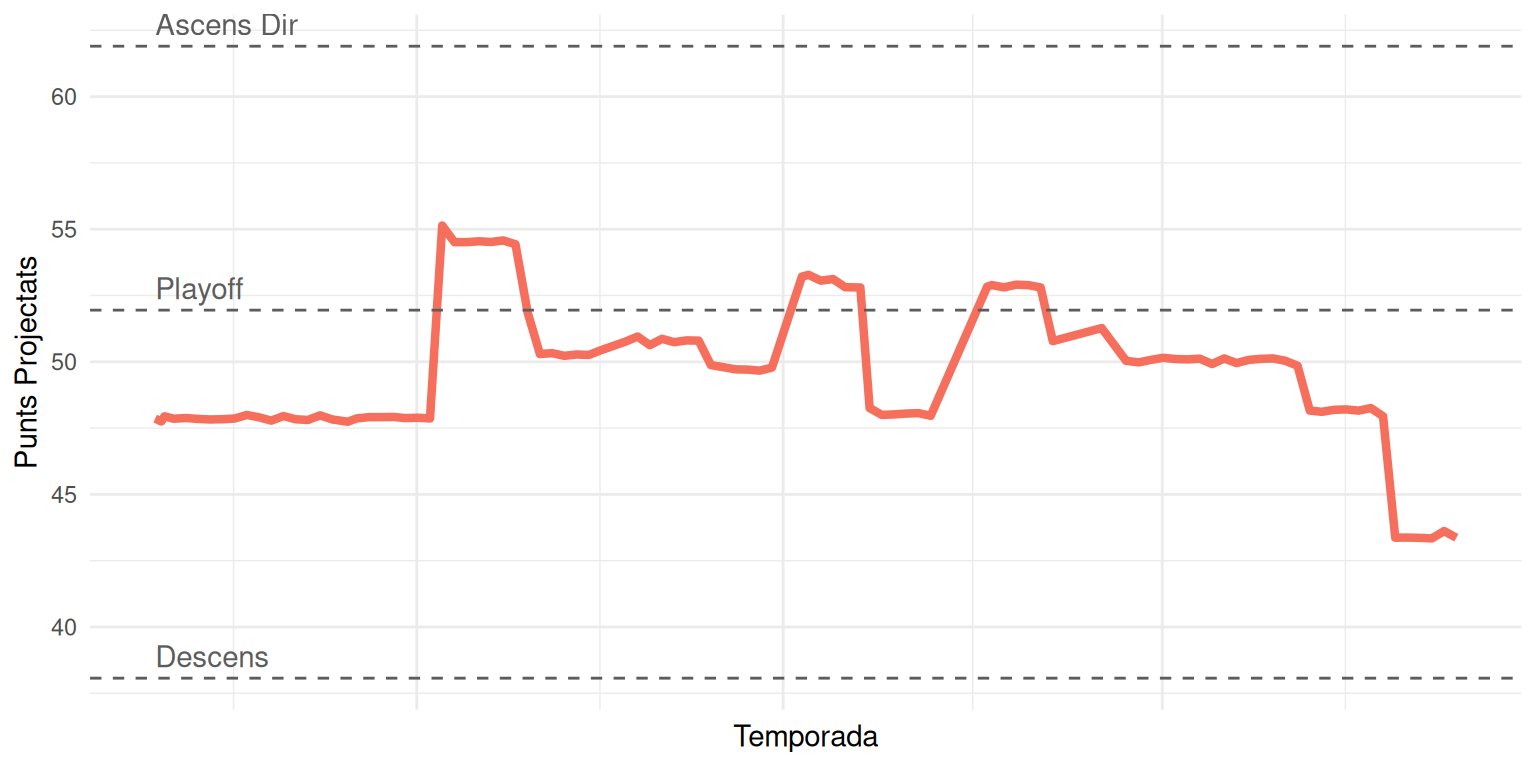 Ascens Dir
60
55
Playoff
50
45
40
Descens
Punts Projectats
Temporada